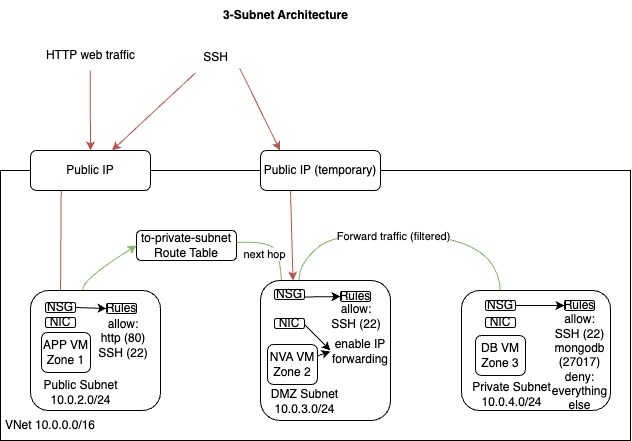 3-Subnet Architecture
HTTP web traffic
SSH
Public IP
Public IP (temporary)
to-private-subnet
Route Table
next hop
Forward traffic (filtered)
NSG
Rules
NIC
allow:
http (80)
SSH (22)
APP VM
Zone 1
Public Subnet
10.0.2.0/24
NSG
Rules
allow:
SSH (22)
NIC
enable IP
forwarding
NVA VM
Zone 2
DMZ Subnet
10.0.3.0/24
NSG
Rules
NIC
allow:
SSH (22)
mongodb
(27017)
deny:
everything
else
DB VM
Zone 3
Private Subnet
10.0.4.0/24
VNet 10.0.0.0/16